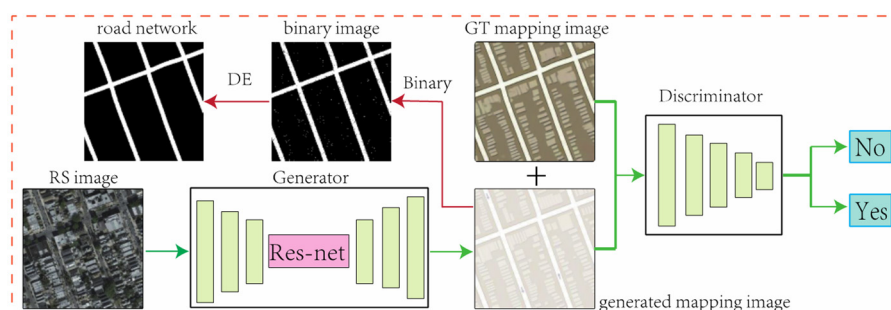 road network
binary image
GT mapping image
DE
Binary
Discriminator
RS image
Generator
+
No
Res-net
Yes
generated mapping image